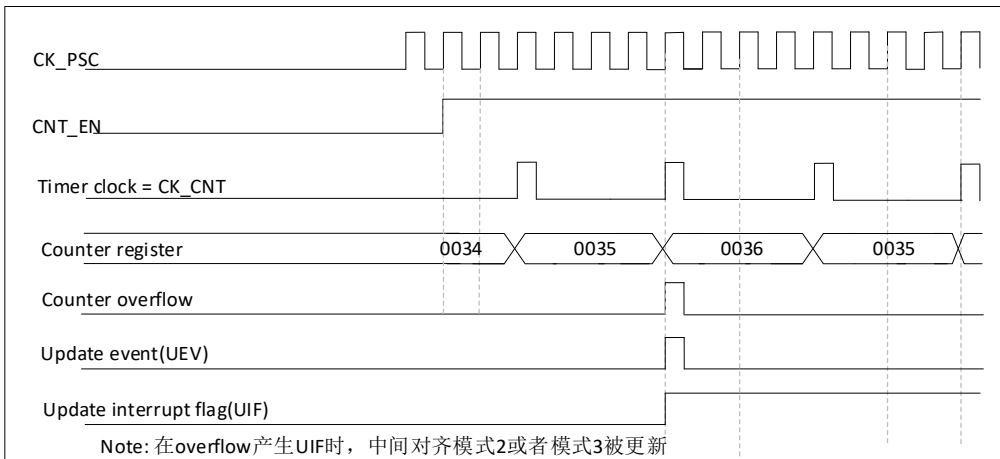 CK_PSC
CNT_EN
Timer clock = CK_CNT
Counter register 0034 0035 0036 0035
Counter overflow
Update event(UEV)
Update interrupt flag(UIF)
Note: 在overflow产生UIF时，中间对齐模式2或者模式3被更新